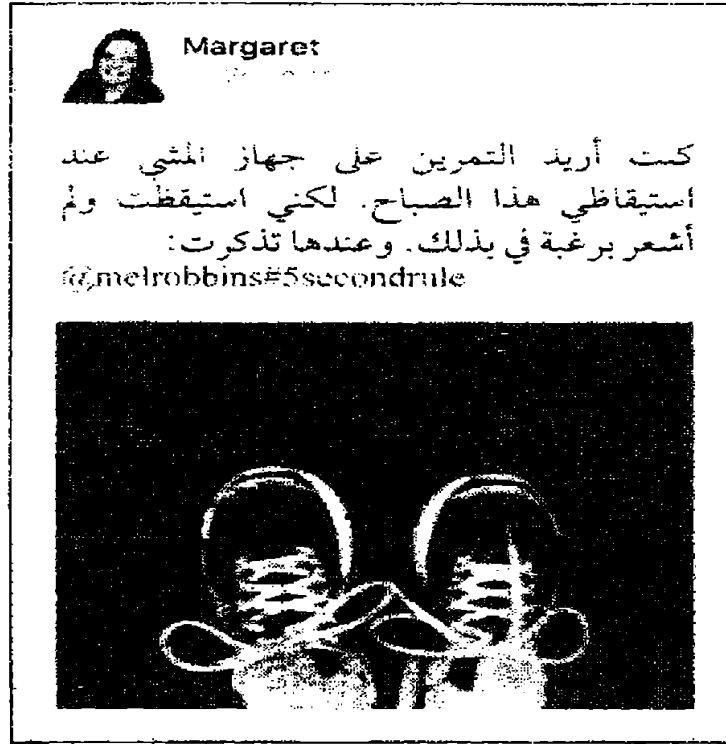 Margaret
كنت أريد التمرين على جهاز المشي عند
استيقاظي هذا الصباح. لكني استيقظت ولم
أشعر برغبة في بذلك. وعندها تذكرت:
@melrobbins#5secondrule